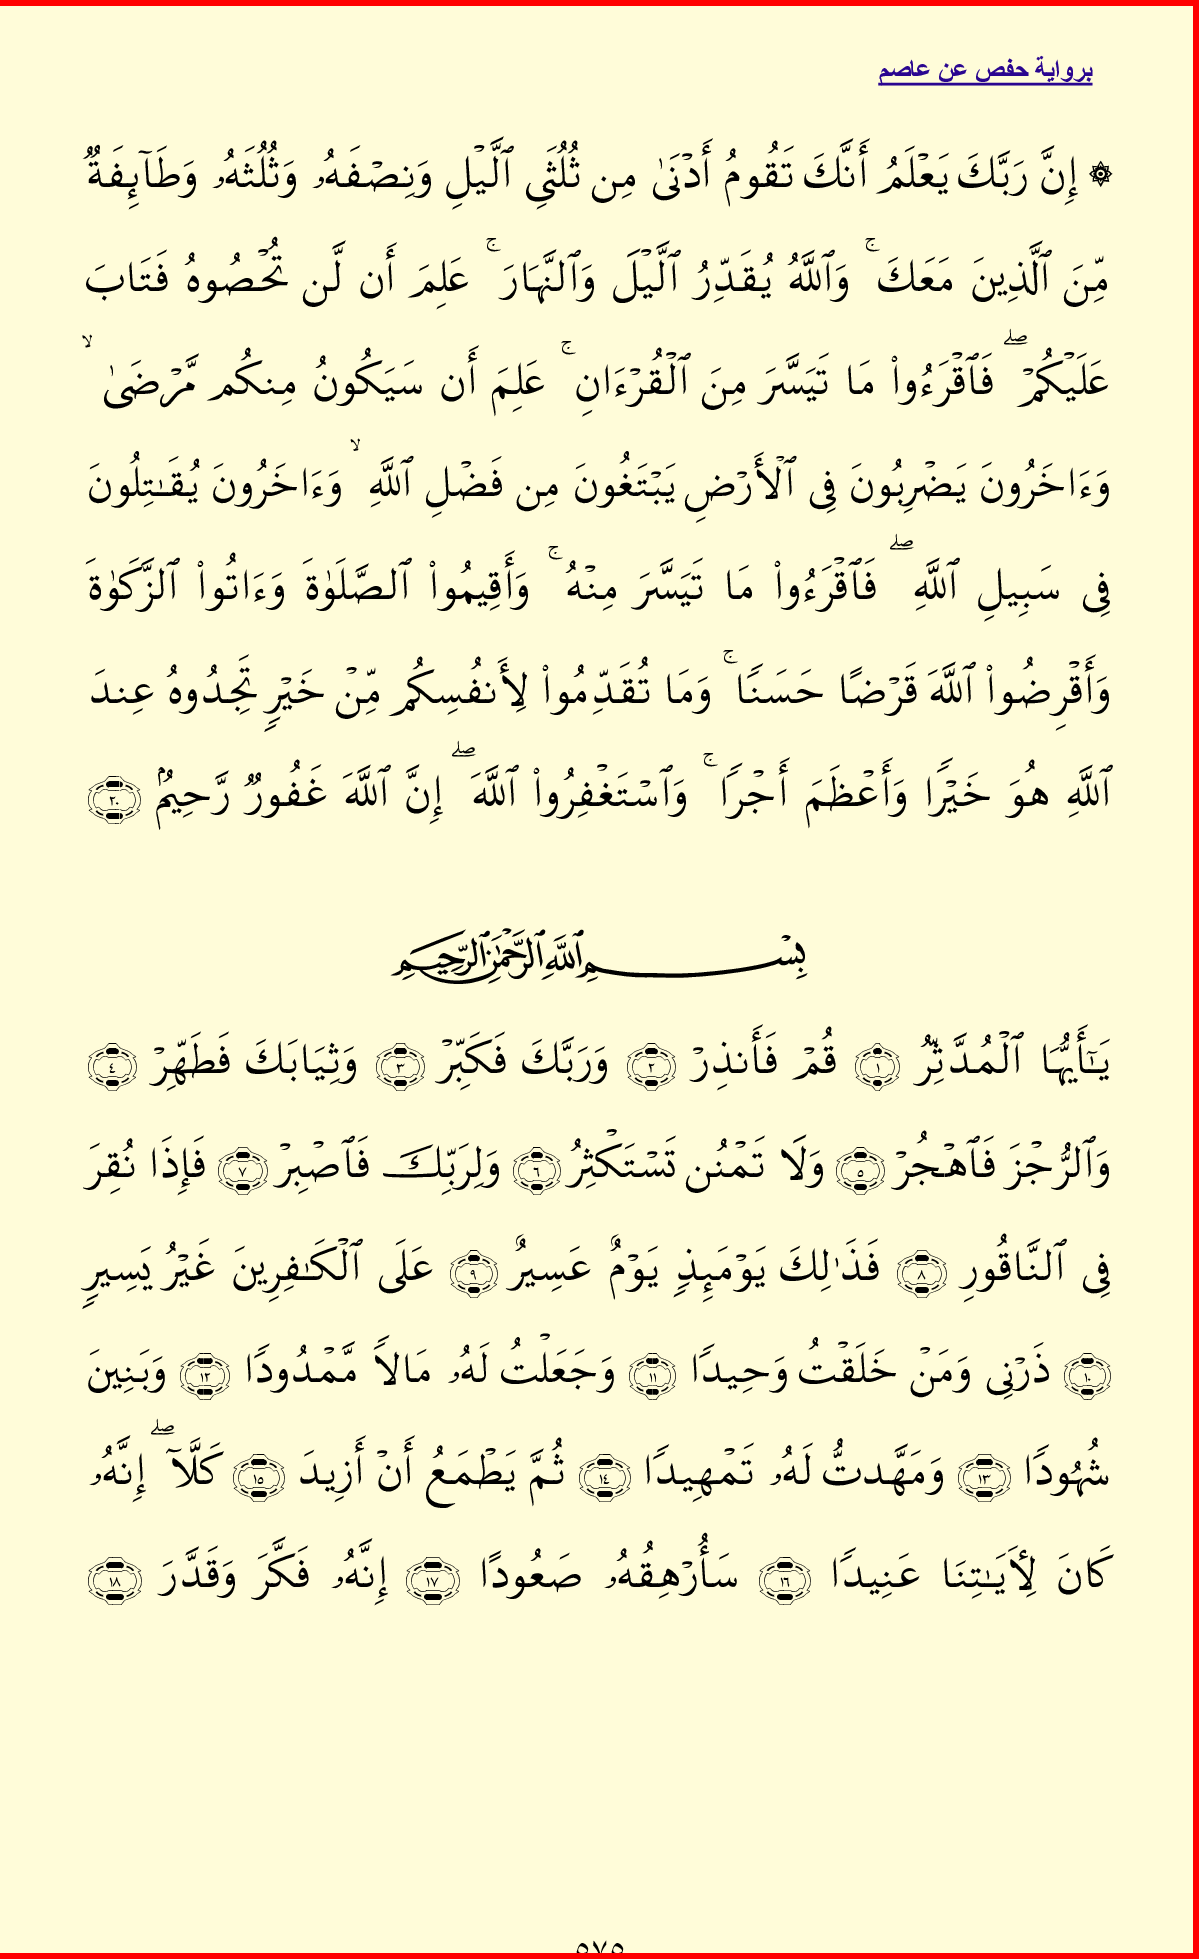 برواية حفص عن عاصم
۞ إِنَّ رَبَّكَ يَعۡلَمُ أَنَّكَ تَقُومُ أَدۡنَىٰ مِن ثُلُثَيِ ٱلَّيۡلِ وَنِصۡفَهُۥ وَثُلُثَهُۥ وَطَآئِفَةٞ
مِّنَ ٱلَّذِينَ مَعَكَۚ وَٱللَّهُ يُقَدِّرُ ٱلَّيۡلَ وَٱلنَّهَارَۚ عَلِمَ أَن لَّن تُحۡصُوهُ فَتَابَ
عَلَيۡكُمۡۖ فَٱقۡرَءُواْ مَا تَيَسَّرَ مِنَ ٱلۡقُرۡءَانِۚ عَلِمَ أَن سَيَكُونُ مِنكُم مَّرۡضَىٰۙ
وَءَاخَرُونَ يَضۡرِبُونَ فِي ٱلۡأَرۡضِ يَبۡتَغُونَ مِن فَضۡلِ ٱللَّهِۙ وَءَاخَرُونَ يُقَٰتِلُونَ
فِي سَبِيلِ ٱللَّهِۖ فَٱقۡرَءُواْ مَا تَيَسَّرَ مِنۡهُۚ وَأَقِيمُواْ ٱلصَّلَوٰةَ وَءَاتُواْ ٱلزَّكَوٰةَ
وَأَقۡرِضُواْ ٱللَّهَ قَرۡضًا حَسَنٗاۚ وَمَا تُقَدِّمُواْ لِأَنفُسِكُم مِّنۡ خَيۡرٖ تَجِدُوهُ عِندَ
ٱللَّهِ هُوَ خَيۡرٗا وَأَعۡظَمَ أَجۡرٗاۚ وَٱسۡتَغۡفِرُواْ ٱللَّهَۖ إِنَّ ٱللَّهَ غَفُورٞ رَّحِيمُۢ ٢٠
بِسۡمِ ٱللَّهِ ٱلرَّحۡمَٰنِ ٱلرَّحِيمِ
يَٰٓأَيُّهَا ٱلۡمُدَّثِّرُ ١ قُمۡ فَأَنذِرۡ ٢ وَرَبَّكَ فَكَبِّرۡ ٣ وَثِيَابَكَ فَطَهِّرۡ ٤
وَٱلرُّجۡزَ فَٱهۡجُرۡ ٥ وَلَا تَمۡنُن تَسۡتَكۡثِرُ ٦ وَلِرَبِّكَ فَٱصۡبِرۡ ٧ فَإِذَا نُقِرَ
فِي ٱلنَّاقُورِ ٨ فَذَٰلِكَ يَوۡمَئِذٖ يَوۡمٌ عَسِيرٌ ٩ عَلَى ٱلۡكَٰفِرِينَ غَيۡرُ يَسِيرٖ
١٠ ذَرۡنِي وَمَنۡ خَلَقۡتُ وَحِيدٗا ١١ وَجَعَلۡتُ لَهُۥ مَالٗا مَّمۡدُودٗا ١٢ وَبَنِينَ
شُهُودٗا ١٣ وَمَهَّدتُّ لَهُۥ تَمۡهِيدٗا ١٤ ثُمَّ يَطۡمَعُ أَنۡ أَزِيدَ ١٥ كَلَّآۖ إِنَّهُۥ
كَانَ لِأٓيَٰتِنَا عَنِيدٗا ١٦ سَأُرۡهِقُهُۥ صَعُودًا ١٧ إِنَّهُۥ فَكَّرَ وَقَدَّرَ ١٨
٥٧٥